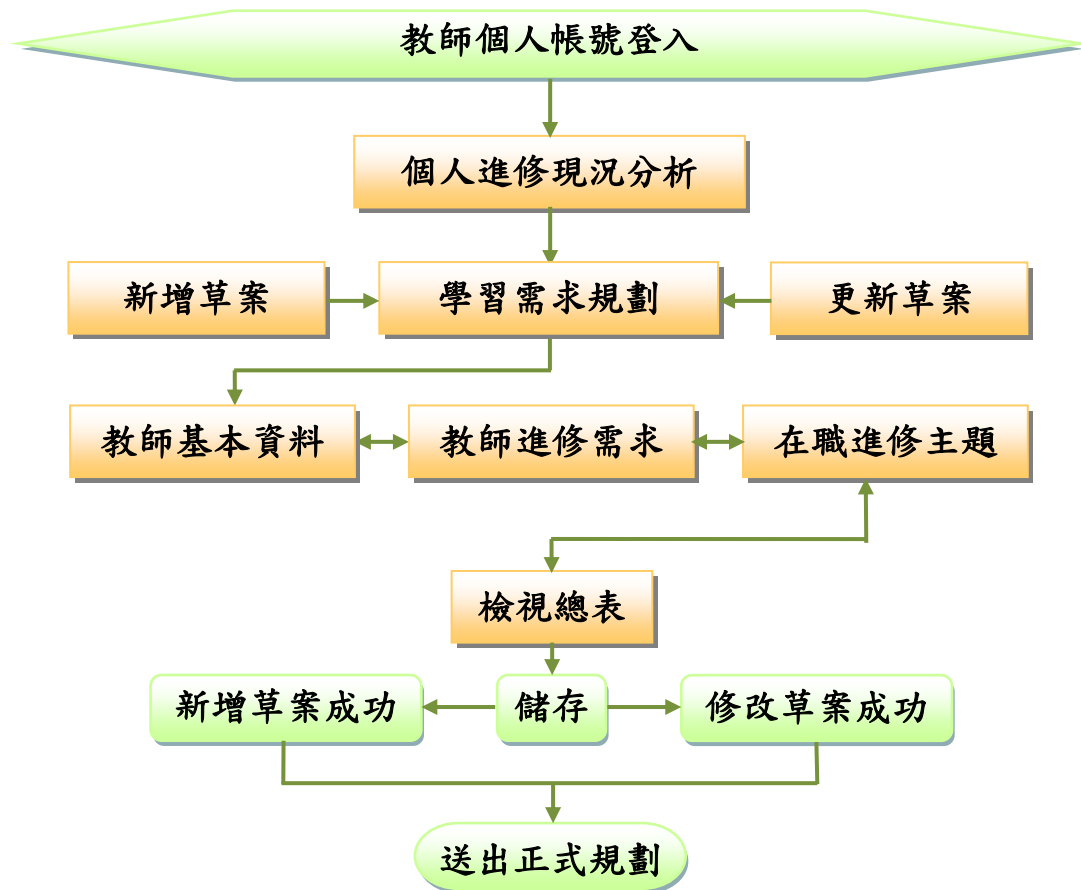 教師個人帳號登入
個人進修現況分析
新增草案
學習需求規劃
更新草案
教師基本資料
教師進修需求
在職進修主題
檢視總表
新增草案成功
儲存
修改草案成功
送出正式規劃